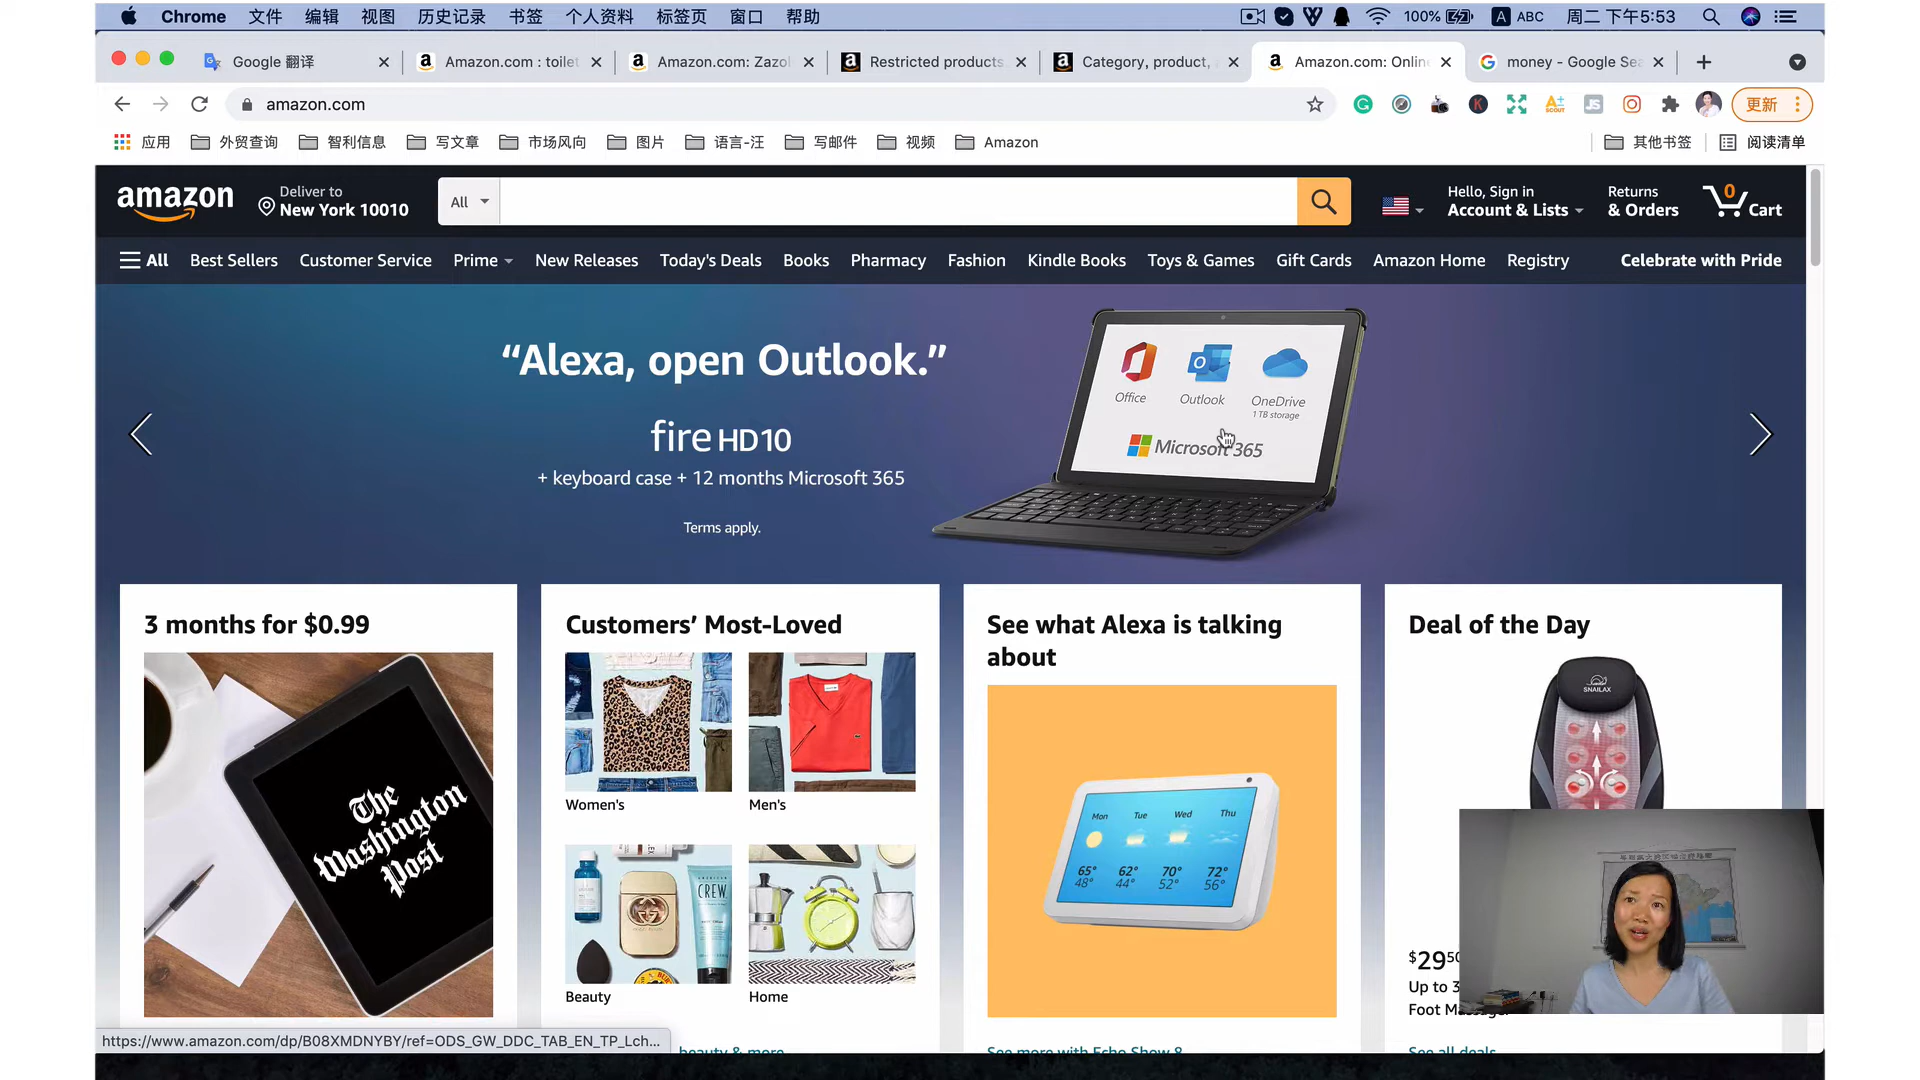 Chrome 文件 编辑 视图 历史记录 书签 个人资料 标签页 窗口 帮助 100% A ABC 周二 下午5:53
Google 翻译 Amazon.com : toilet Amazon.com: Zazol Restricted products Category, product, Amazon.com: Onlin money - Google Sea
amazon.com 更新
应用 外贸查询 智利信息 写文章 市场风向 图片 语言-汪 写邮件 视频 Amazon 其他书签 阅读清单
amazon
Deliver to
New York 10010
All
Hello, Sign in
Account & Lists
Returns
& Orders
0
Cart
All Best Sellers Customer Service Prime New Releases Today's Deals Books Pharmacy Fashion Kindle Books Toys & Games Gift Cards Amazon Home Registry Celebrate with Pride
“Alexa, open Outlook.”
fire HD10
+ keyboard case + 12 months Microsoft 365
Terms apply.
Office Outlook OneDrive
1 TB storage
Microsoft 365
3 months for $0.99
The
Washington
Post
Customers’ Most-Loved
Women's Men's
CREW
Beauty Home
See what Alexa is talking
about
Mon Tue Wed Thu
65° 62° 70° 72°
48° 44° 52° 56°
Deal of the Day
SNAILAX
$29.50
Up to 3
Foot Massager
https://www.amazon.com/dp/B08XMDNYBY/ref=ODS_GW_DDC_TAB_EN_TP_Lch...
beauty & more
See more with Echo Show 8
See all deals